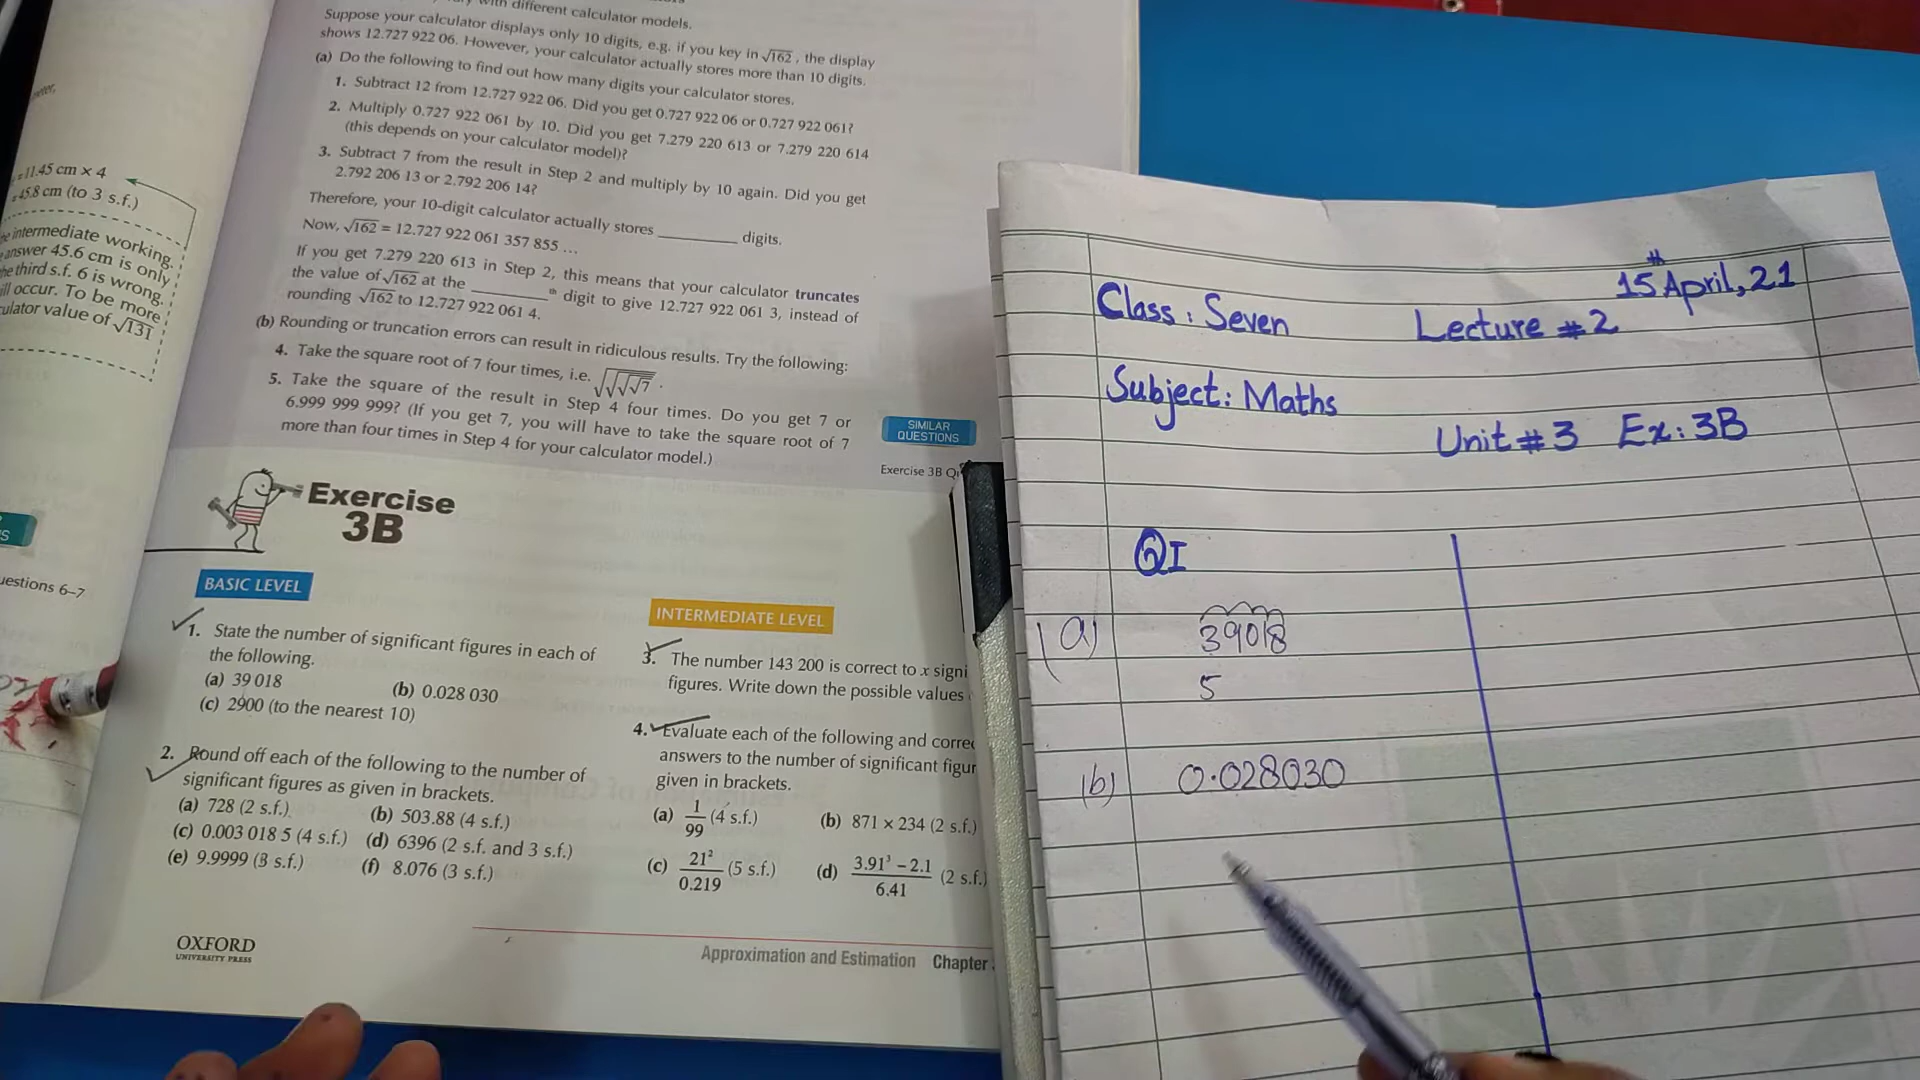 with different calculator models.
Suppose your calculator displays only 10 digits, e.g. if you key in √162, the display
shows 12.727 922 06. However, your calculator actually stores more than 10 digits.
(a) Do the following to find out how many digits your calculator stores.
1. Subtract 12 from 12.727 922 06. Did you get 0.727 922 06 or 0.727 922 061?
2. Multiply 0.727 922 061 by 10. Did you get 7.279 220 613 or 7.279 220 614
(this depends on your calculator model)?
3. Subtract 7 from the result in Step 2 and multiply by 10 again. Did you get
2.792 206 13 or 2.792 206 14?
Therefore, your 10-digit calculator actually stores ________ digits.
Now, √162 = 12.727 922 061 357 855 ...
If you get 7.279 220 613 in Step 2, this means that your calculator truncates
the value of √162 at the ________th digit to give 12.727 922 061 3, instead of
rounding √162 to 12.727 922 061 4.
(b) Rounding or truncation errors can result in ridiculous results. Try the following:
4. Take the square root of 7 four times, i.e. √√√√7.
5. Take the square of the result in Step 4 four times. Do you get 7 or
6.999 999 999? (If you get 7, you will have to take the square root of 7
more than four times in Step 4 for your calculator model.)
SIMILAR
QUESTIONS
Exercise 3B
= 11.45 cm × 4
= 45.8 cm (to 3 s.f.)
intermediate working.
answer 45.6 cm is only
third s.f. 6 is wrong.
occur. To be more
value of √131
6–7
Exercise
3B
BASIC LEVEL
1. State the number of significant figures in each of
the following.
(a) 39 018 (b) 0.028 030
(c) 2900 (to the nearest 10)
2. Round off each of the following to the number of
significant figures as given in brackets.
(a) 728 (2 s.f.) (b) 503.88 (4 s.f.)
(c) 0.003 018 5 (4 s.f.) (d) 6396 (2 s.f. and 3 s.f.)
(e) 9.9999 (3 s.f.) (f) 8.076 (3 s.f.)
INTERMEDIATE LEVEL
3. The number 143 200 is correct to x signi
figures. Write down the possible values
4. Evaluate each of the following and correc
answers to the number of significant figur
given in brackets.
(a) 1/99 (4 s.f.) (b) 871 × 234 (2 s.f.)
(c) 21²/0.219 (5 s.f.) (d) (3.91³ – 2.1)/6.41 (2 s.f.)
OXFORD
UNIVERSITY PRESS
Approximation and Estimation Chapter
15th April, 21
Class: Seven Lecture #2
Subject: Maths
Unit #3 Ex: 3B
QI
(a) 39018
5
(b) 0.028030